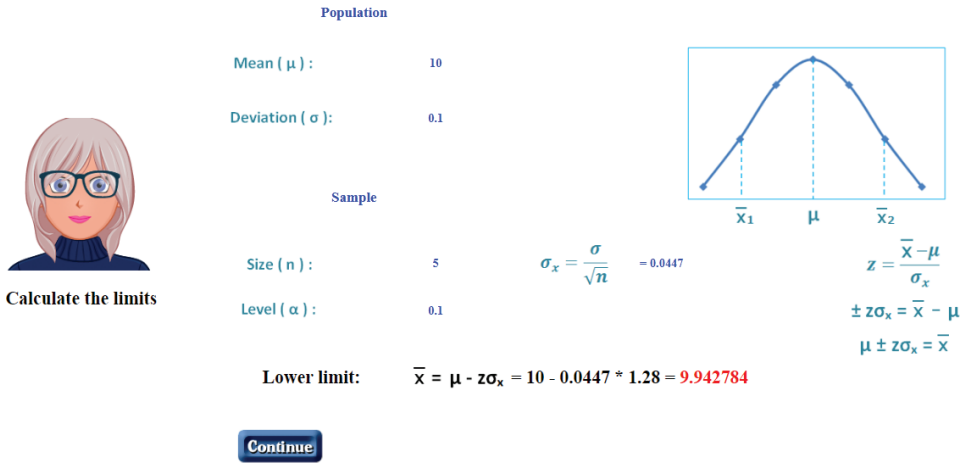 Population
Mean ( μ ) : 10
Deviation ( σ ): 0.1
Sample
x̄1 μ x̄2
Size ( n ) : 5 σx = σ/√n = 0.0447 z = (x̄ − μ)/σx
Calculate the limits
Level ( α ) : 0.1 ± zσx = x̄ − μ
μ ± zσx = x̄
Lower limit: x̄ = μ - zσx = 10 - 0.0447 * 1.28 = 9.942784
Continue